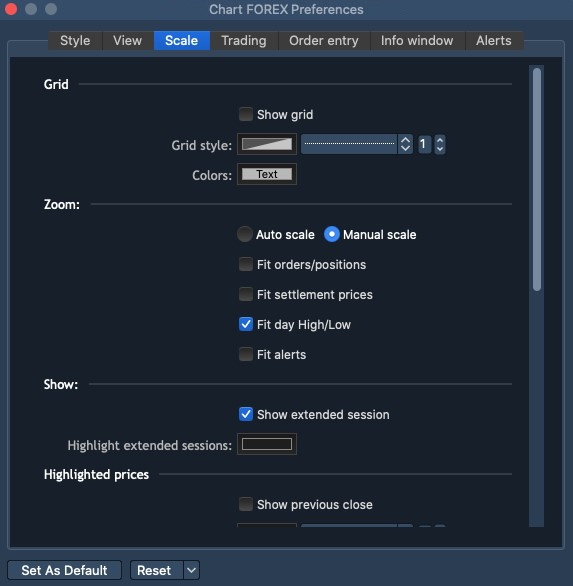 Chart FOREX Preferences
Style View Scale Trading Order entry Info window Alerts
Grid
Show grid
Grid style: 1
Colors: Text
Zoom:
Auto scale Manual scale
Fit orders/positions
Fit settlement prices
Fit day High/Low
Fit alerts
Show:
Show extended session
Highlight extended sessions:
Highlighted prices
Show previous close
Set As Default Reset